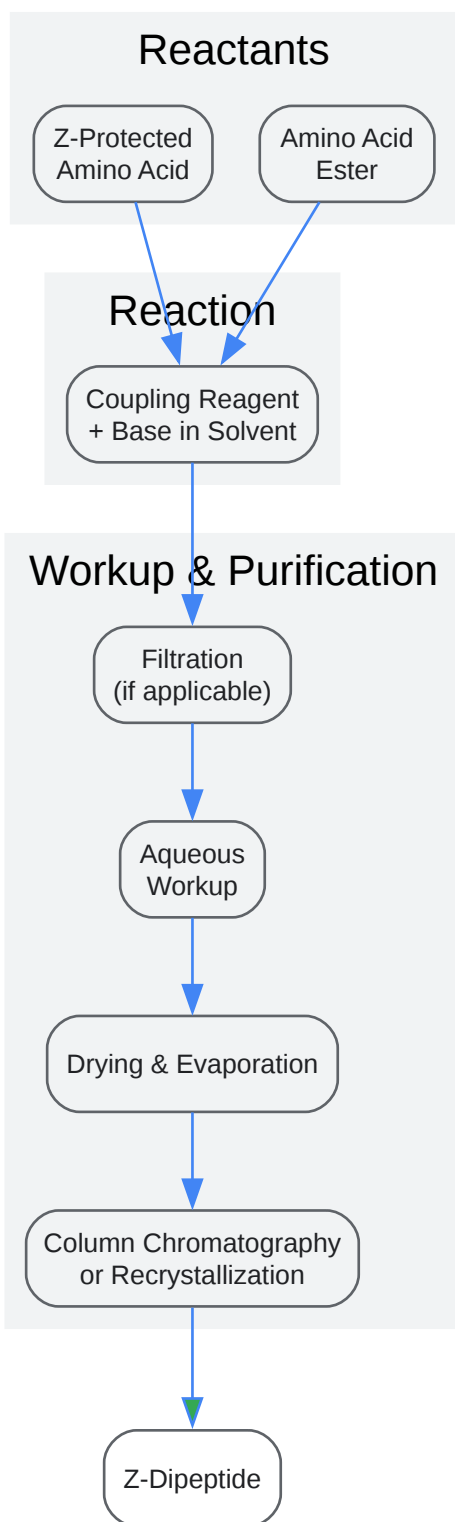 Reactants
Z-Protected
Amino Acid
Amino Acid
Ester
Reaction
Coupling Reagent
+ Base in Solvent
Workup & Purification
Filtration
(if applicable)
Aqueous
Workup
Drying & Evaporation
Column Chromatography
or Recrystallization
Z-Dipeptide